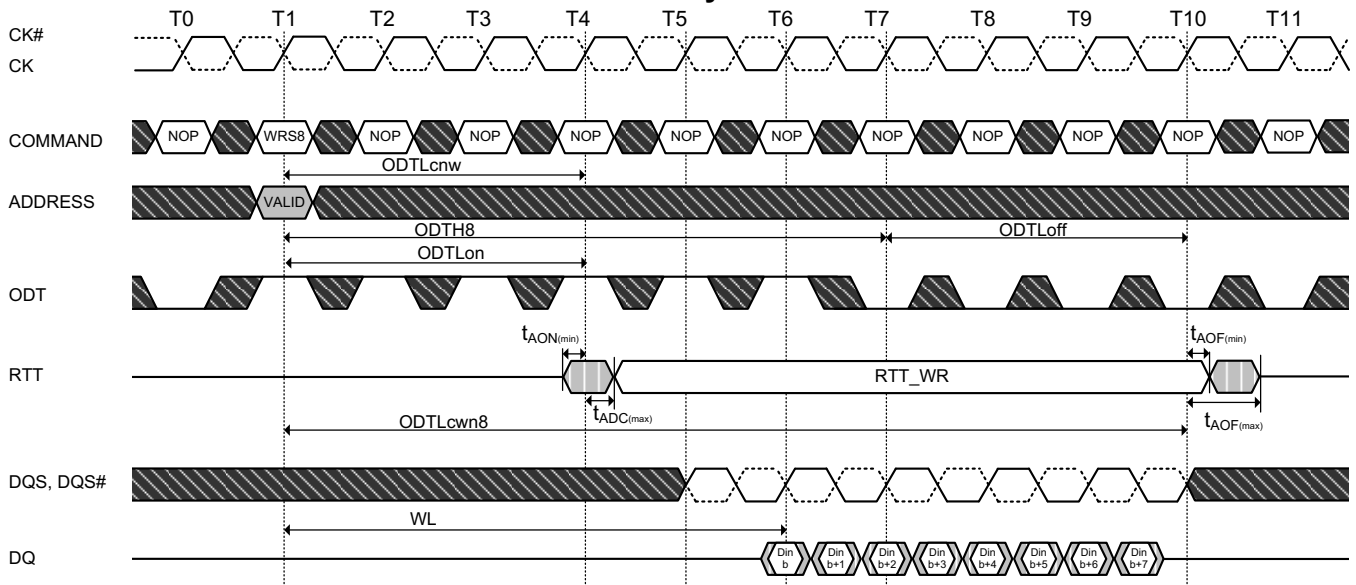 T0 T1 T2 T3 T4 T5 T6 T7 T8 T9 T10 T11
CK#
CK
COMMAND NOP WRS8 NOP NOP NOP NOP NOP NOP NOP NOP NOP NOP
ODTLcnw
ADDRESS VALID
ODTH8 ODTLoff
ODTLon
ODT
tAON(min) tAOF(min)
RTT RTT_WR
tADC(max) tAOF(max)
ODTLcwn8
DQS, DQS#
WL
DQ Din b Din b+1 Din b+2 Din b+3 Din b+4 Din b+5 Din b+6 Din b+7